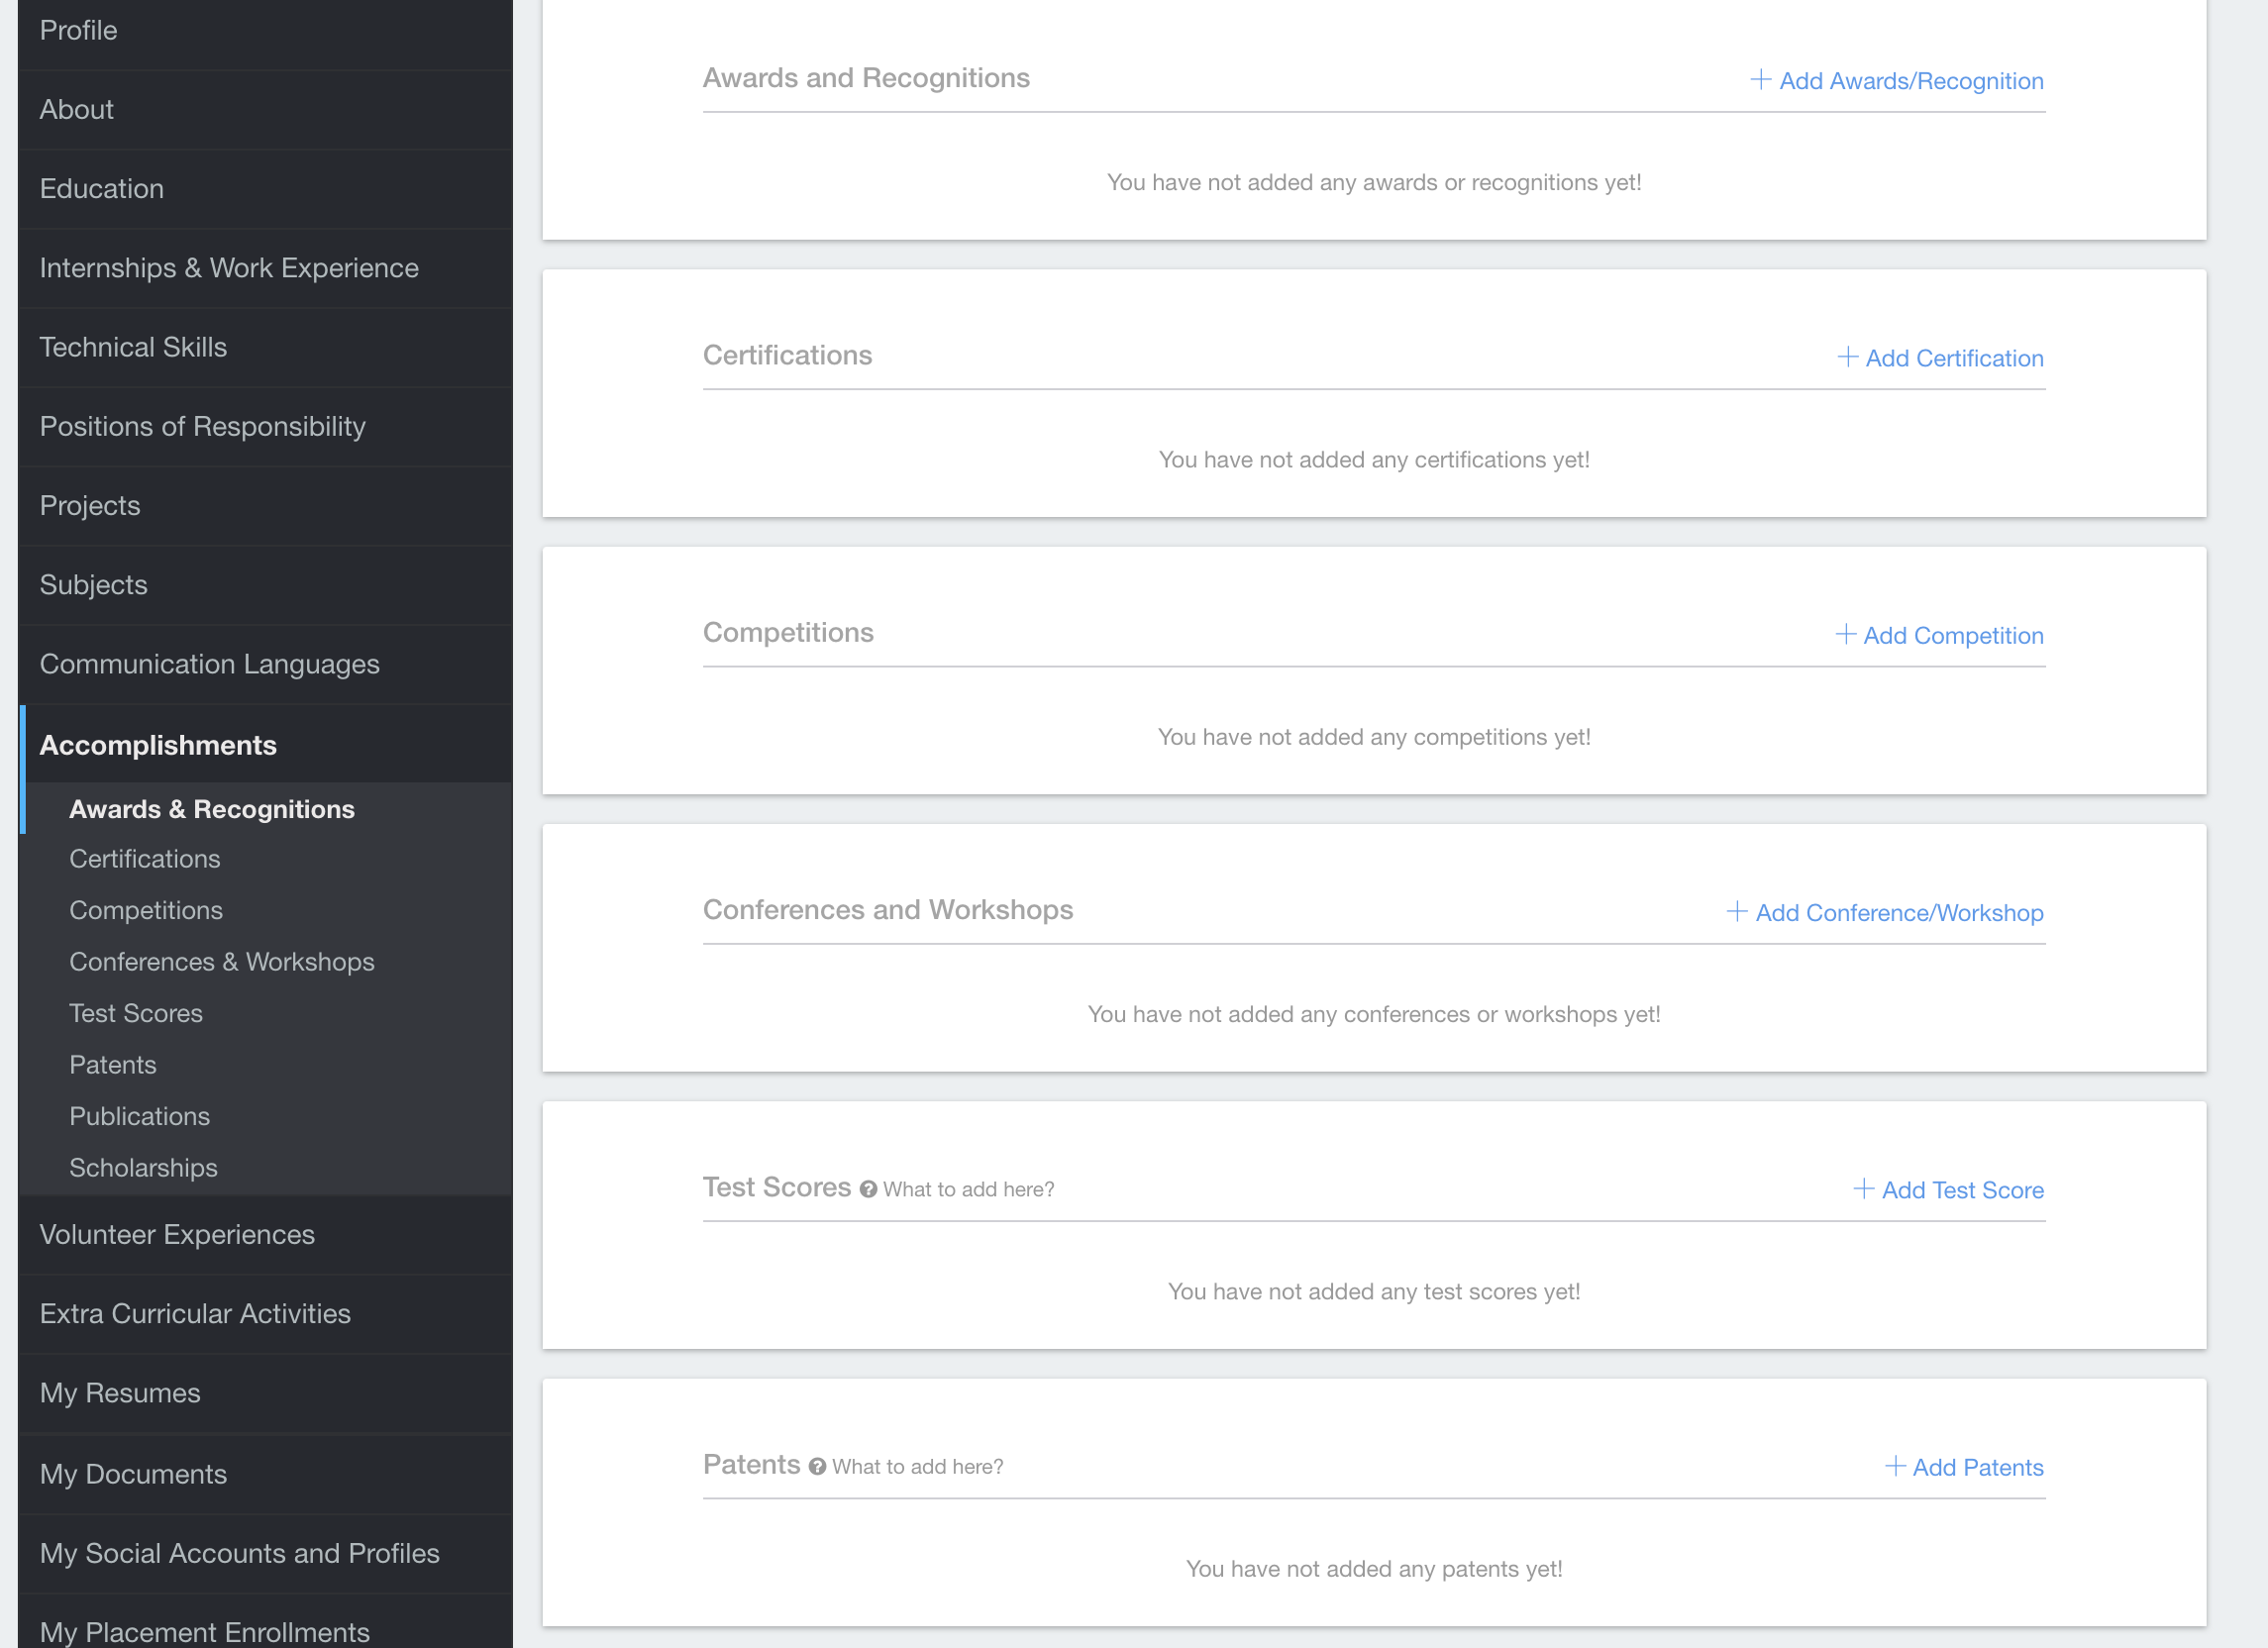 Profile
About
Education
Internships & Work Experience
Technical Skills
Positions of Responsibility
Projects
Subjects
Communication Languages
Accomplishments
Awards & Recognitions
Certifications
Competitions
Conferences & Workshops
Test Scores
Patents
Publications
Scholarships
Volunteer Experiences
Extra Curricular Activities
My Resumes
My Documents
My Social Accounts and Profiles
My Placement Enrollments
Awards and Recognitions + Add Awards/Recognition
You have not added any awards or recognitions yet!
Certifications + Add Certification
You have not added any certifications yet!
Competitions + Add Competition
You have not added any competitions yet!
Conferences and Workshops + Add Conference/Workshop
You have not added any conferences or workshops yet!
Test Scores ? What to add here? + Add Test Score
You have not added any test scores yet!
Patents ? What to add here? + Add Patents
You have not added any patents yet!